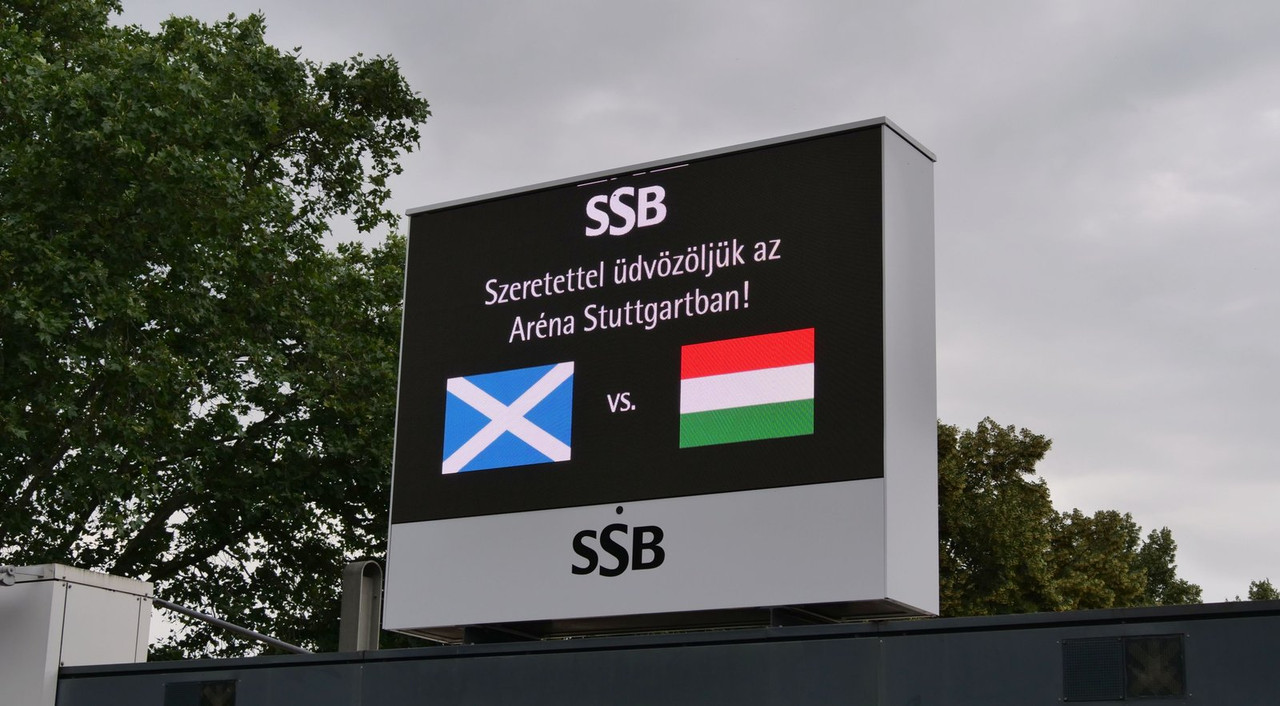 SSB
Szeretettel üdvözöljük az
Aréna Stuttgartban!
vs.
SSB